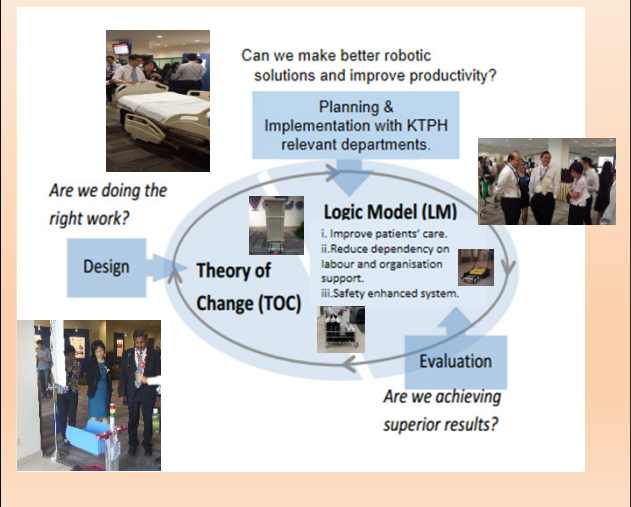 Can we make better robotic
solutions and improve productivity?
Planning &
Implementation with KTPH
relevant departments.
Are we doing the
right work?
Design
Theory of
Change (TOC)
Logic Model (LM)
i. Improve patients' care.
ii.Reduce dependency on
labour and organisation
support.
iii.Safety enhanced system.
Evaluation
Are we achieving
superior results?